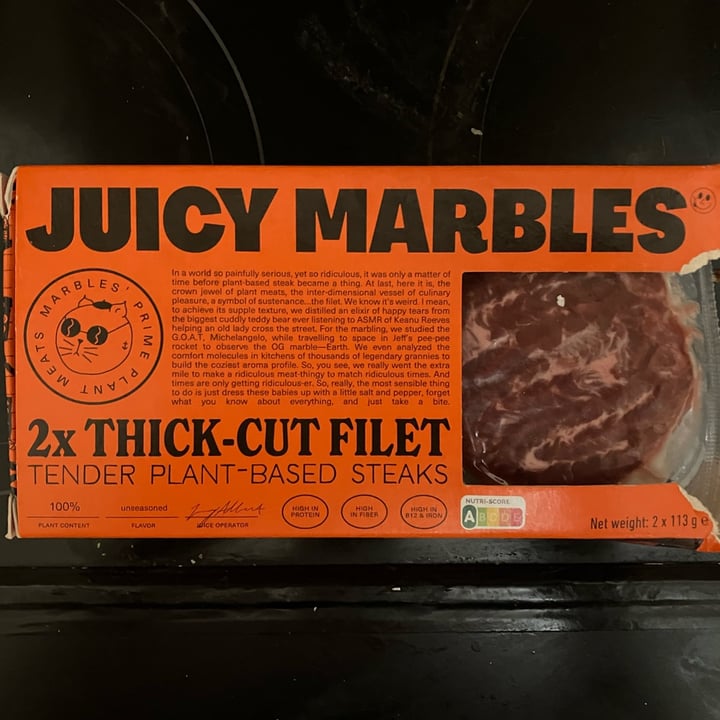 JUICY MARBLES
MARBLES' PRIME PLANT MEATS
In a world so painfully serious, yet so ridiculous, it was only a matter of
time before plant-based steak became a thing. At last, here it is, the
crown jewel of plant meats, the inter-dimensional vessel of culinary
pleasure, a symbol of sustenance...the filet. We know it's weird. I mean,
to achieve its supple texture, we distilled an elixir of happy tears from
the biggest cuddly teddy bear ever listening to ASMR of Keanu Reeves
helping an old lady cross the street. For the marbling, we studied the
G.O.A.T, Michelangelo, while travelling to space in Jeff's pee-pee
rocket to observe the OG marble—Earth. We even analyzed the
comfort molecules in kitchens of thousands of legendary grannies to
build the coziest aroma profile. So, you see, we really went the extra
mile to make a ridiculous meat-thingy to match ridiculous times. And
times are only getting ridiculous-er. So, really, the most sensible thing
to do is just dress these babies up with a little salt and pepper, forget
what you know about everything, and just take a bite.
2x THICK-CUT FILET
TENDER PLANT-BASED STEAKS
100%
PLANT CONTENT
unseasoned
FLAVOR
JUICE OPERATOR
HIGH IN
PROTEIN
HIGH
IN FIBER
HIGH IN
B12 & IRON
NUTRI-SCORE
A B C D E
Net weight: 2 x 113 g e